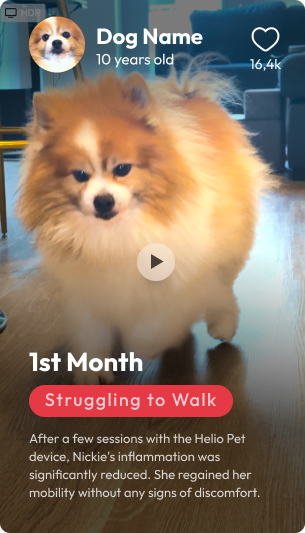 HDR
Dog Name
10 years old
16,4k
1st Month
Struggling to Walk
After a few sessions with the Helio Pet
device, Nickie's inflammation was
significantly reduced. She regained her
mobility without any signs of discomfort.